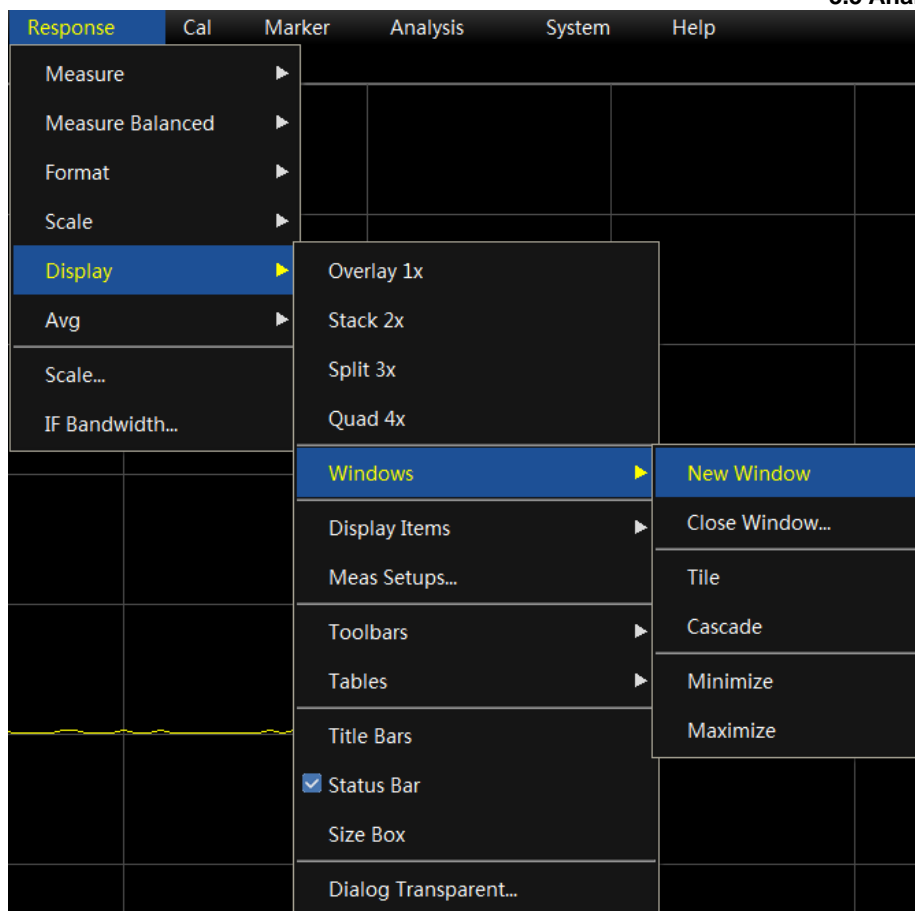 Response Cal Marker Analysis System Help
Measure
Measure Balanced
Format
Scale
Display
Avg
Scale...
IF Bandwidth...
Overlay 1x
Stack 2x
Split 3x
Quad 4x
Windows
Display Items
Meas Setups...
Toolbars
Tables
Title Bars
Status Bar
Size Box
Dialog Transparent...
New Window
Close Window...
Tile
Cascade
Minimize
Maximize